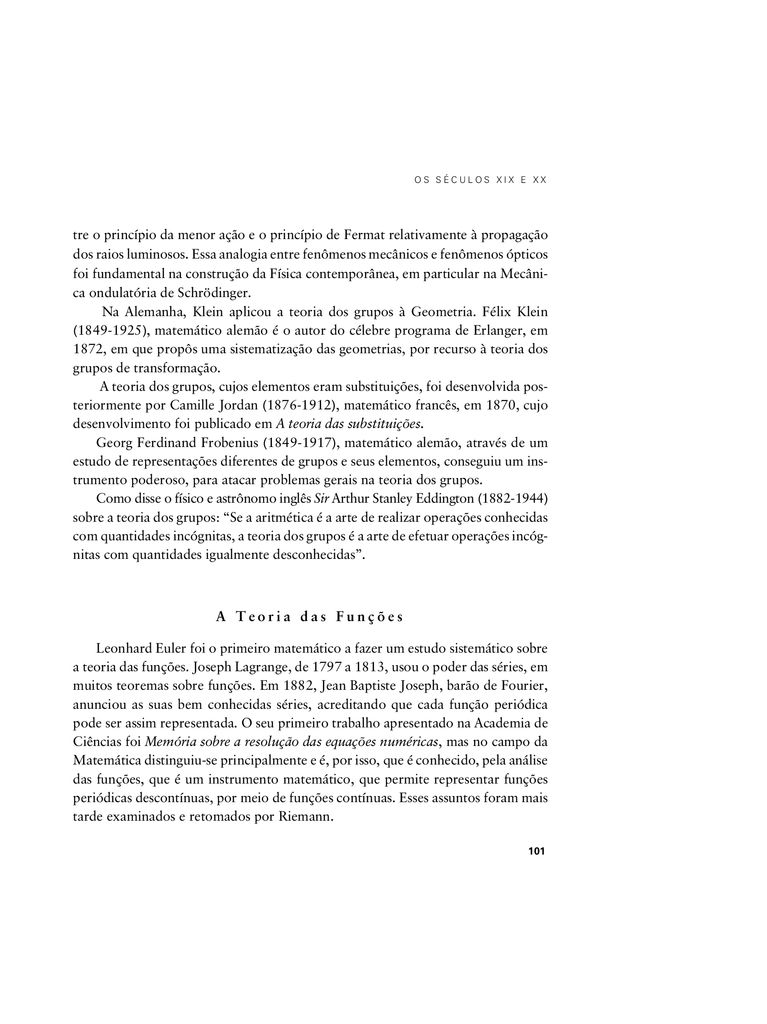 OS SÉCULOS XIX E XX
tre o princípio da menor ação e o princípio de Fermat relativamente à propagação
dos raios luminosos. Essa analogia entre fenômenos mecânicos e fenômenos ópticos
foi fundamental na construção da Física contemporânea, em particular na Mecâni-
ca ondulatória de Schrödinger.
Na Alemanha, Klein aplicou a teoria dos grupos à Geometria. Félix Klein
(1849-1925), matemático alemão é o autor do célebre programa de Erlanger, em
1872, em que propôs uma sistematização das geometrias, por recurso à teoria dos
grupos de transformação.
A teoria dos grupos, cujos elementos eram substituições, foi desenvolvida pos-
teriormente por Camille Jordan (1876-1912), matemático francês, em 1870, cujo
desenvolvimento foi publicado em A teoria das substituições.
Georg Ferdinand Frobenius (1849-1917), matemático alemão, através de um
estudo de representações diferentes de grupos e seus elementos, conseguiu um ins-
trumento poderoso, para atacar problemas gerais na teoria dos grupos.
Como disse o físico e astrônomo inglês Sir Arthur Stanley Eddington (1882-1944)
sobre a teoria dos grupos: “Se a aritmética é a arte de realizar operações conhecidas
com quantidades incógnitas, a teoria dos grupos é a arte de efetuar operações incóg-
nitas com quantidades igualmente desconhecidas”.
A Teoria das Funções
Leonhard Euler foi o primeiro matemático a fazer um estudo sistemático sobre
a teoria das funções. Joseph Lagrange, de 1797 a 1813, usou o poder das séries, em
muitos teoremas sobre funções. Em 1882, Jean Baptiste Joseph, barão de Fourier,
anunciou as suas bem conhecidas séries, acreditando que cada função periódica
pode ser assim representada. O seu primeiro trabalho apresentado na Academia de
Ciências foi Memória sobre a resolução das equações numéricas, mas no campo da
Matemática distinguiu-se principalmente e é, por isso, que é conhecido, pela análise
das funções, que é um instrumento matemático, que permite representar funções
periódicas descontínuas, por meio de funções contínuas. Esses assuntos foram mais
tarde examinados e retomados por Riemann.
101